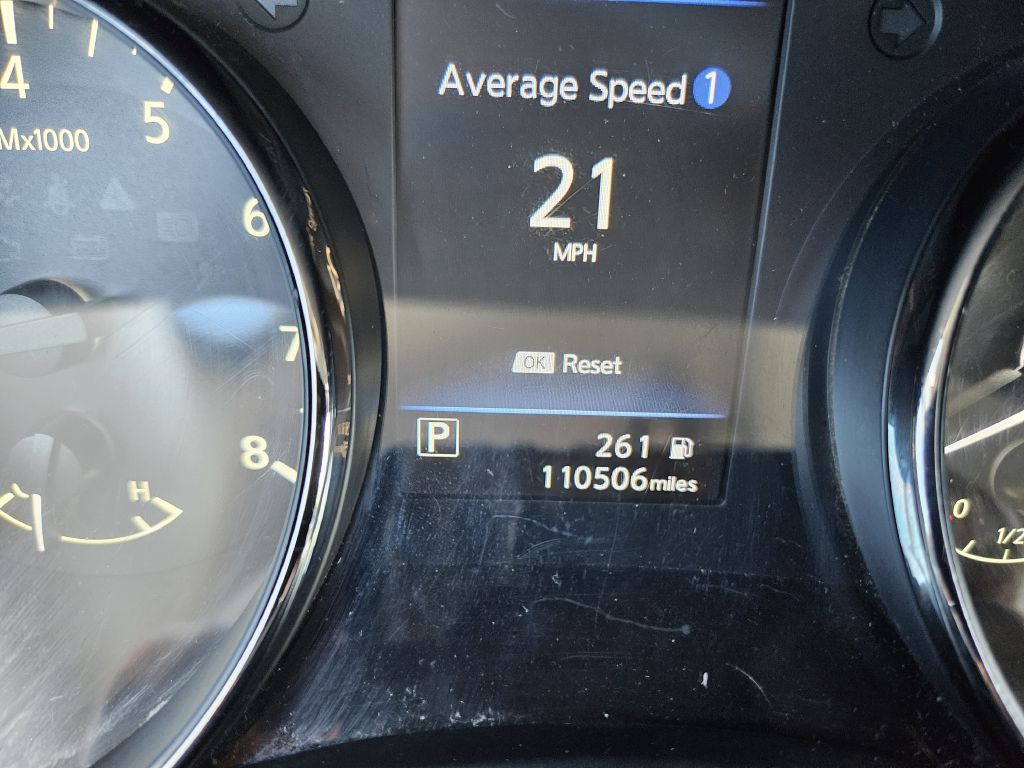 4
5
Mx1000
6
7
8
H
Average Speed 1
21
MPH
OK Reset
P
261
110506miles
0
1/2